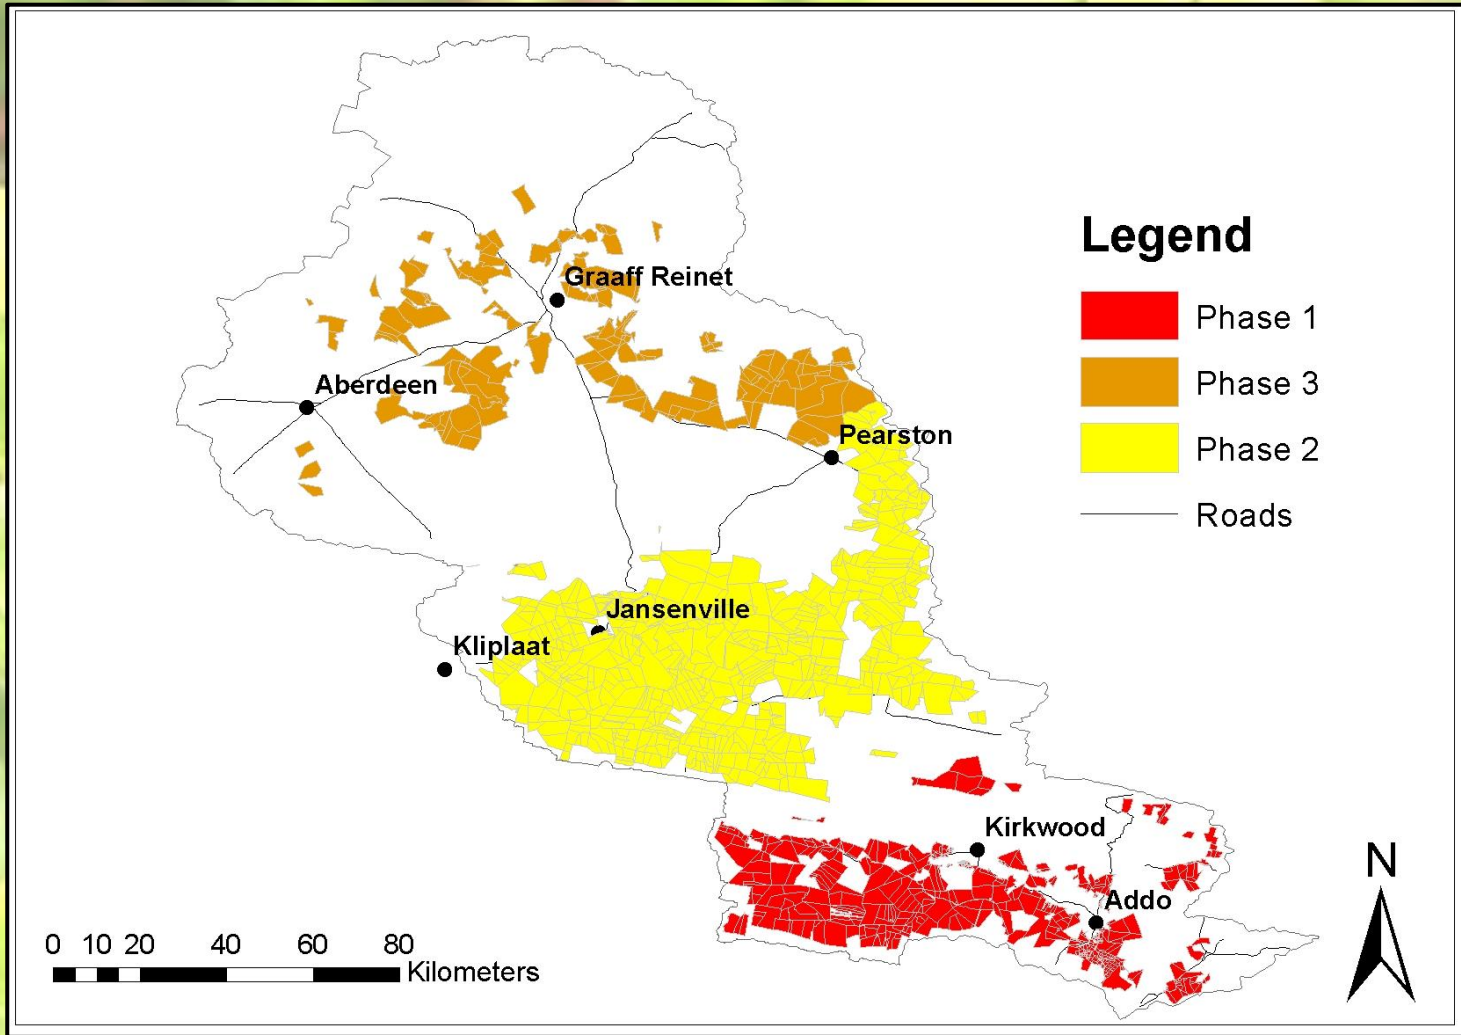 Graaff Reinet
Aberdeen
Pearston
Jansenville
Kliplaat
Kirkwood
Addo
Legend
Phase 1
Phase 3
Phase 2
Roads
N
0 10 20 40 60 80
Kilometers